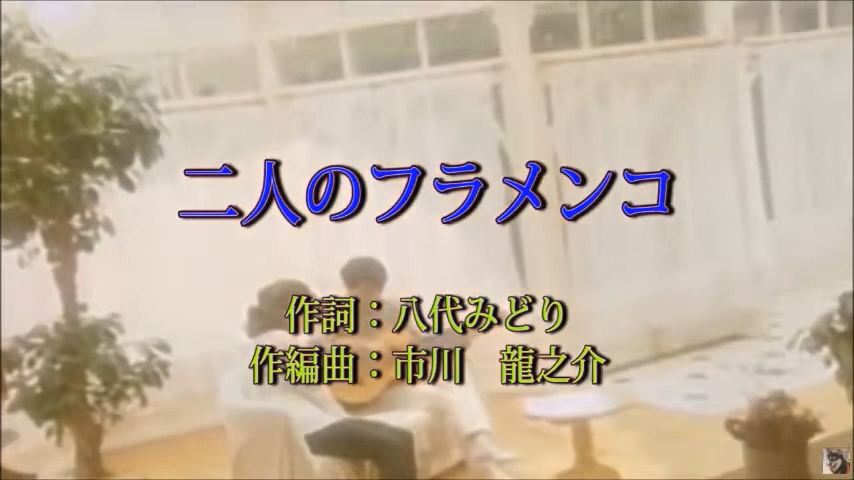 二人のフラメンコ
作詞：八代みどり
作編曲：市川　龍之介